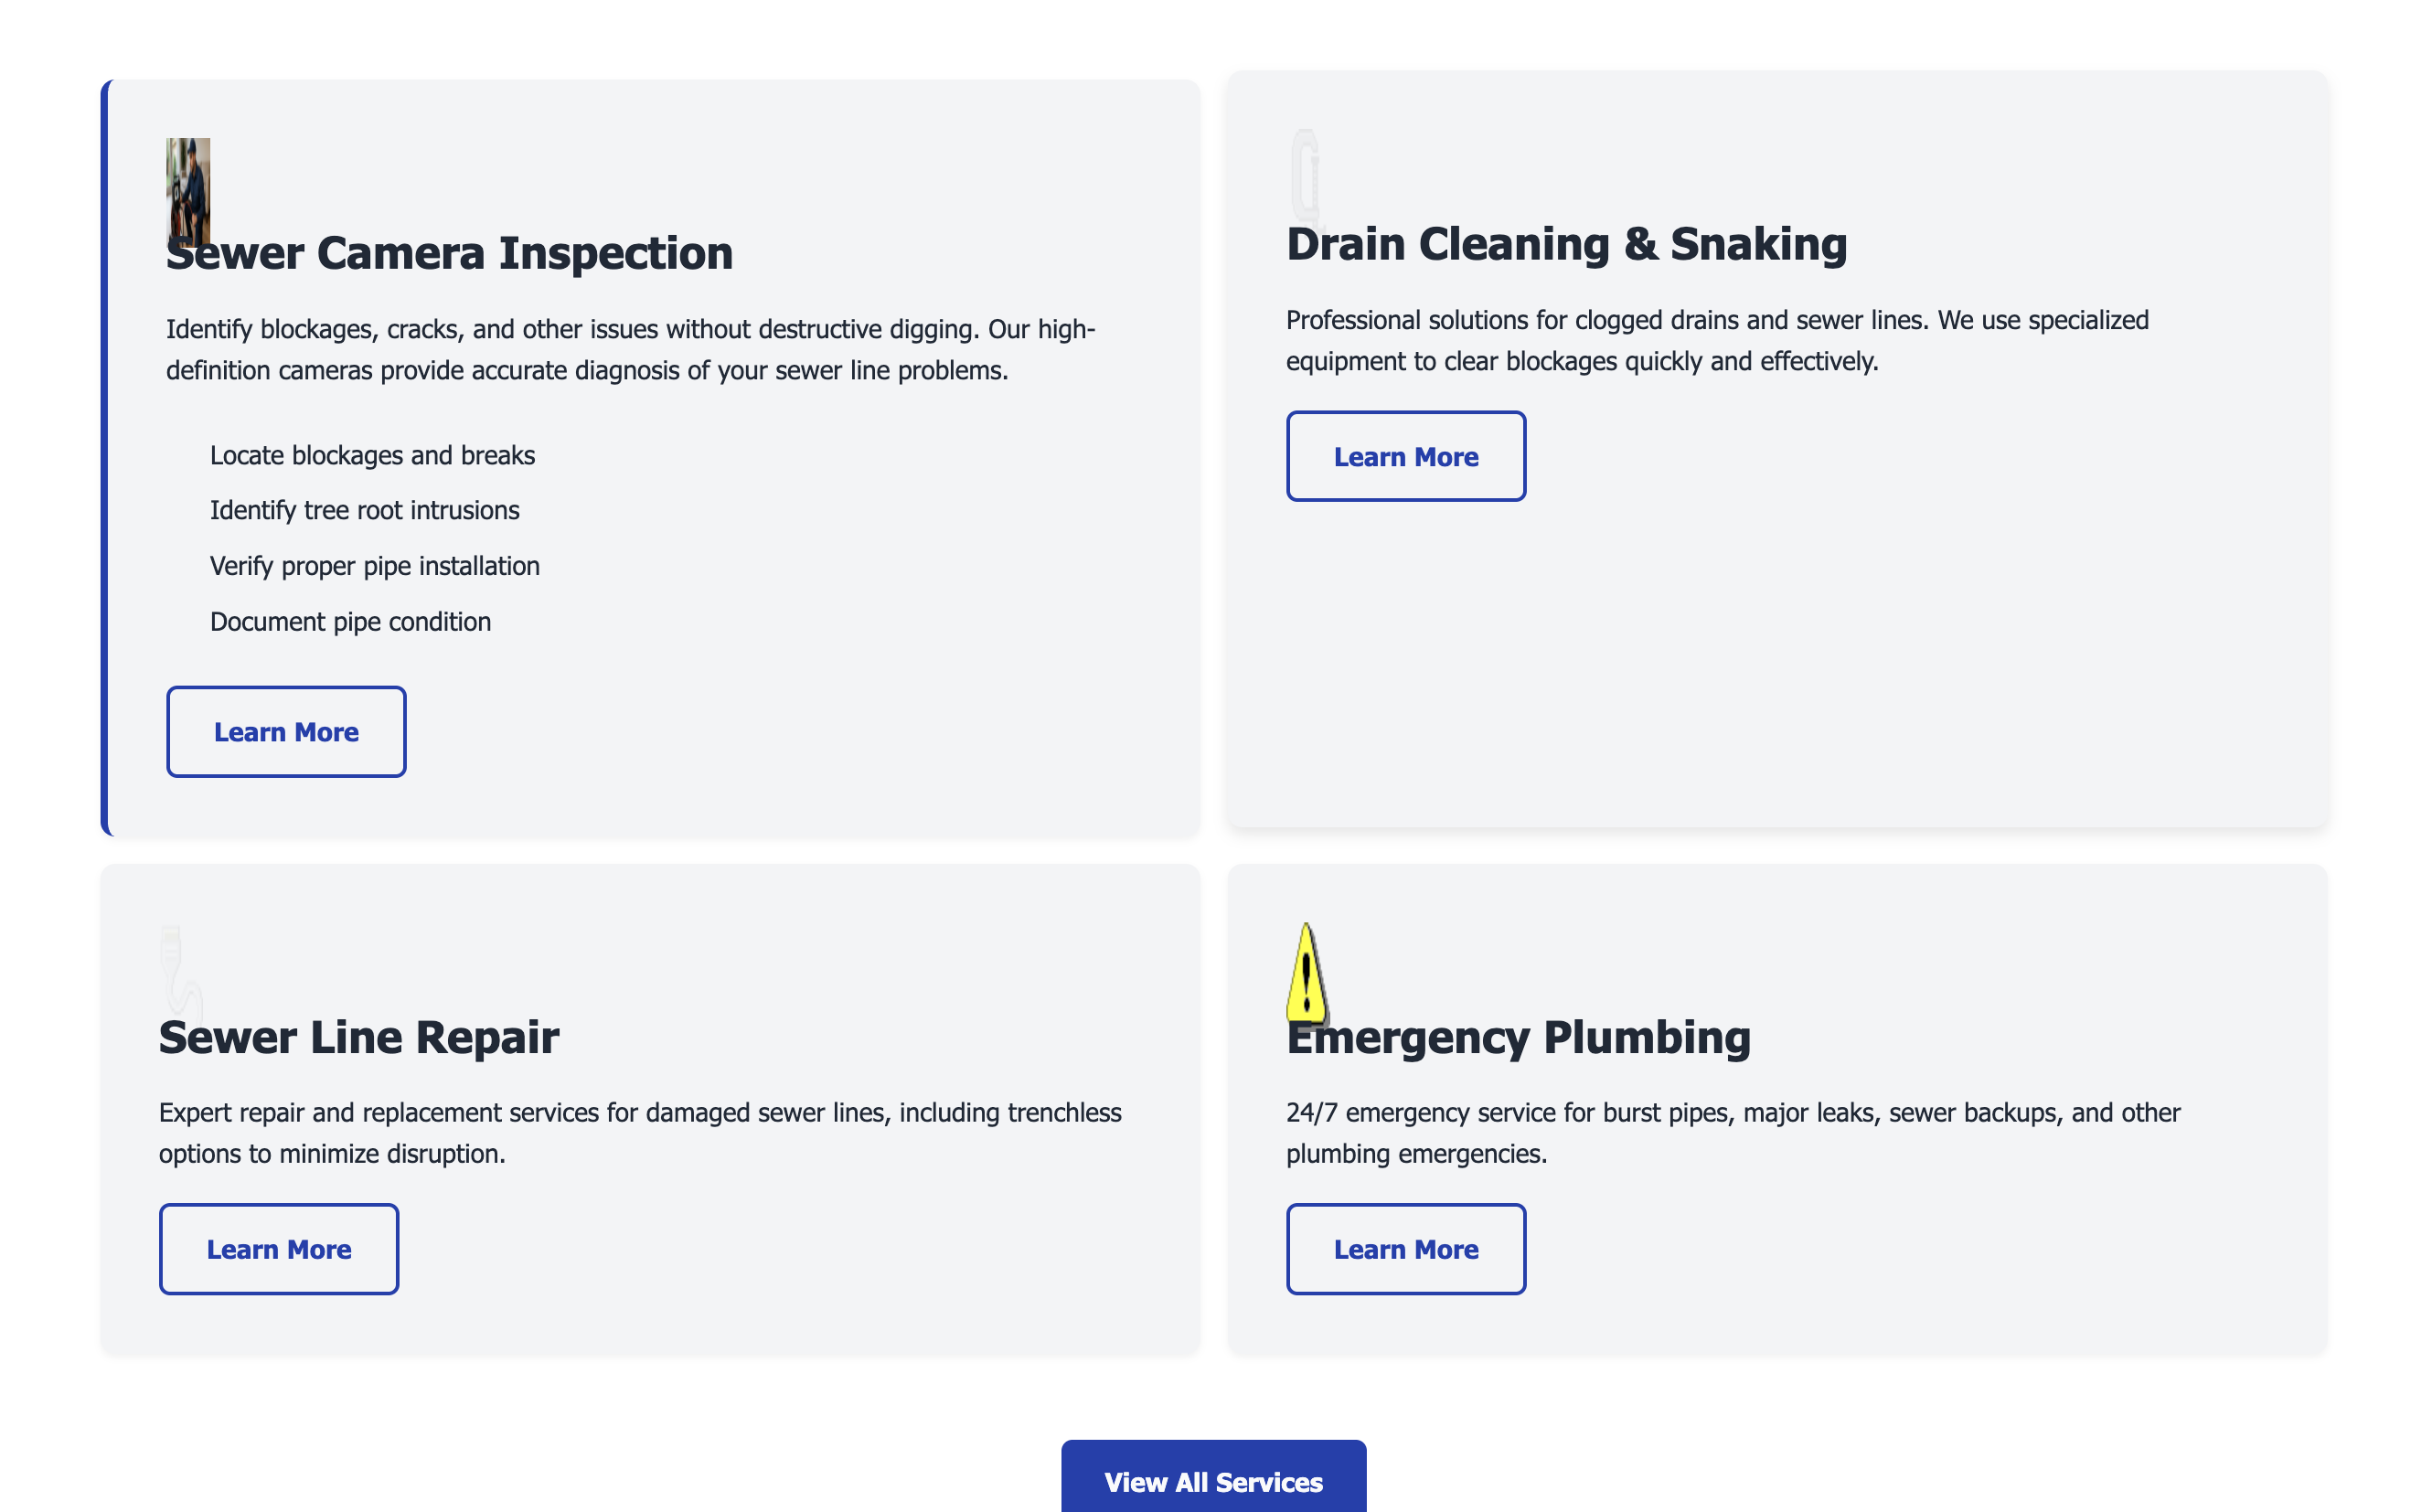 Sewer Camera Inspection
Identify blockages, cracks, and other issues without destructive digging. Our high-
definition cameras provide accurate diagnosis of your sewer line problems.
Locate blockages and breaks
Identify tree root intrusions
Verify proper pipe installation
Document pipe condition
Learn More
Drain Cleaning & Snaking
Professional solutions for clogged drains and sewer lines. We use specialized
equipment to clear blockages quickly and effectively.
Learn More
Sewer Line Repair
Expert repair and replacement services for damaged sewer lines, including trenchless
options to minimize disruption.
Learn More
Emergency Plumbing
24/7 emergency service for burst pipes, major leaks, sewer backups, and other
plumbing emergencies.
Learn More
View All Services